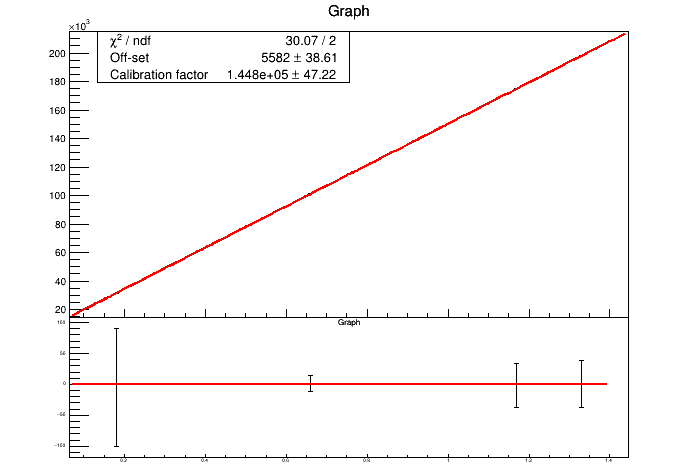 Graph
×10³
χ² / ndf 30.07 / 2
Off-set 5582 ± 38.61
Calibration factor 1.448e+05 ± 47.22
200
180
160
140
120
100
80
60
40
20
Graph
100
50
0
−50
−100
0.2 0.4 0.6 0.8 1 1.2 1.4